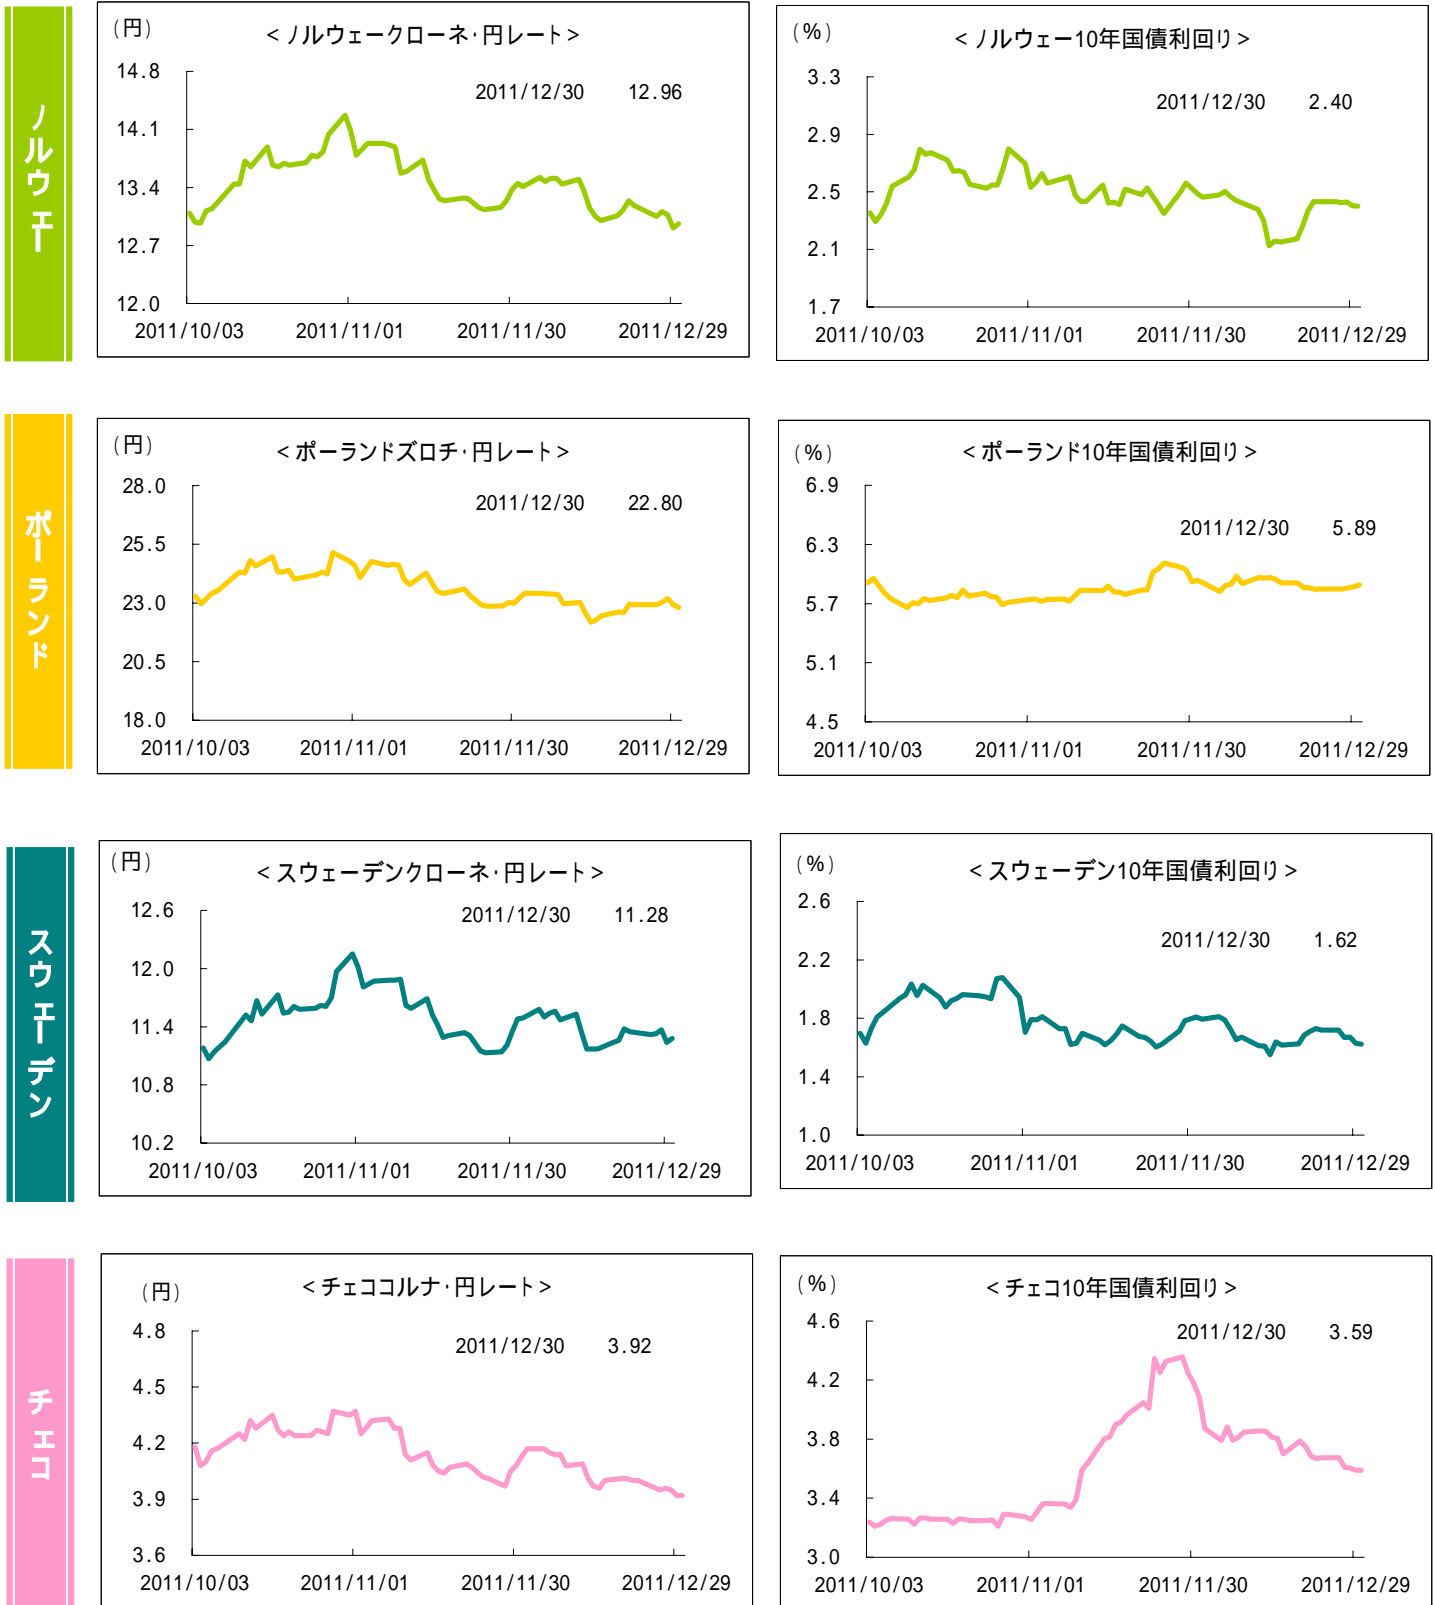 ノルウェー
(円)
<ノルウェークローネ・円レート>
2011/12/30 12.96
14.8
14.1
13.4
12.7
12.0
2011/10/03 2011/11/01 2011/11/30 2011/12/29
(%)
<ノルウェー10年国債利回り>
2011/12/30 2.40
3.3
2.9
2.5
2.1
1.7
2011/10/03 2011/11/01 2011/11/30 2011/12/29
ポーランド
(円)
<ポーランドズロチ・円レート>
2011/12/30 22.80
28.0
25.5
23.0
20.5
18.0
2011/10/03 2011/11/01 2011/11/30 2011/12/29
(%)
<ポーランド10年国債利回り>
2011/12/30 5.89
6.9
6.3
5.7
5.1
4.5
2011/10/03 2011/11/01 2011/11/30 2011/12/29
スウェーデン
(円)
<スウェーデンクローネ・円レート>
2011/12/30 11.28
12.6
12.0
11.4
10.8
10.2
2011/10/03 2011/11/01 2011/11/30 2011/12/29
(%)
<スウェーデン10年国債利回り>
2011/12/30 1.62
2.6
2.2
1.8
1.4
1.0
2011/10/03 2011/11/01 2011/11/30 2011/12/29
チェコ
(円)
<チェココルナ・円レート>
2011/12/30 3.92
4.8
4.5
4.2
3.9
3.6
2011/10/03 2011/11/01 2011/11/30 2011/12/29
(%)
<チェコ10年国債利回り>
2011/12/30 3.59
4.6
4.2
3.8
3.4
3.0
2011/10/03 2011/11/01 2011/11/30 2011/12/29